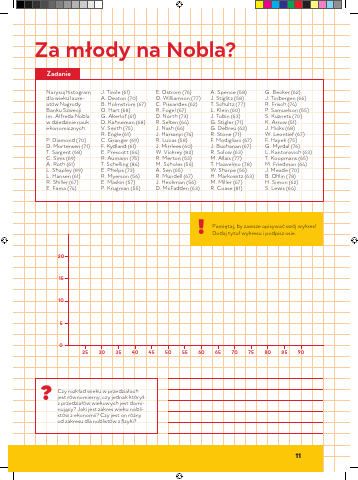 Za młody na Nobla?
Zadanie
Narysuj histogram
dla wieku laurea-
tów Nagrody
Banku Szwecji
im. Alfreda Nobla
w dziedzinie nauk
ekonomicznych.
P. Diamond (70)
D. Mortensen (71)
T. Sargent (68)
C. Sims (69)
A. Roth (61)
L. Shapley (89)
L. Hansen (61)
R. Shiller (67)
E. Fama (74)
J. Tirole (61)
A. Deaton (70)
B. Holmström (67)
O. Hart (68)
G. Akerlof (61)
D. Kahneman (68)
V. Smith (75)
R. Engle (61)
C. Granger (69)
F. Kydland (61)
E. Prescott (64)
R. Aumann (75)
T. Schelling (84)
E. Phelps (73)
R. Myerson (56)
E. Maskin (57)
P. Krugman (55)
E. Ostrom (76)
O. Williamson (77)
C. Pissarides (62)
R. Fogel (67)
D. North (73)
R. Selten (64)
J. Nash (66)
J. Harsanyi (74)
R. Lucas (58)
J. Mirrlees (60)
W. Vickrey (82)
R. Merton (53)
M. Scholes (56)
A. Sen (65)
R. Mundell (67)
J. Heckman (56)
D. McFadden (63)
A. Spence (58)
J. Stiglitz (58)
T. Schultz (77)
L. Klein (60)
J. Tobin (63)
G. Stigler (71)
G. Debreu (62)
R. Stone (71)
F. Modigliani (67)
J. Buchanan (67)
R. Solow (63)
M. Allais (77)
T. Haavelmo (78)
W. Sharpe (56)
H. Markowitz (63)
M. Miller (67)
R. Coase (81)
G. Becker (62)
J. Tinbergen (66)
R. Frisch (74)
P. Samuelson (55)
S. Kuznets (70)
K. Arrow (51)
J. Hicks (68)
W. Leontief (67)
F. Hayek (75)
G. Myrdal (76)
L. Kantorovich (63)
T. Koopmans (65)
M. Friedman (64)
J. Meade (70)
B. Ohlin (78)
H. Simon (62)
S. Lewis (64)
! Pamiętaj, by zawsze opisywać swój wykres!
Dodaj tytuł wykresu i podpisz osie.
20
15
10
5
0
25 30 35 40 45 50 55 60 65 70 75 80 85 90
? Czy rozkład wieku w przedziałach
jest równomierny, czy jednak któryś
z przedziałów wiekowych jest domi-
nujący? Jaki jest zakres wieku nobli-
stów z ekonomii? Czy jest on różny
od zakresu dla noblistów z fizyki?
11